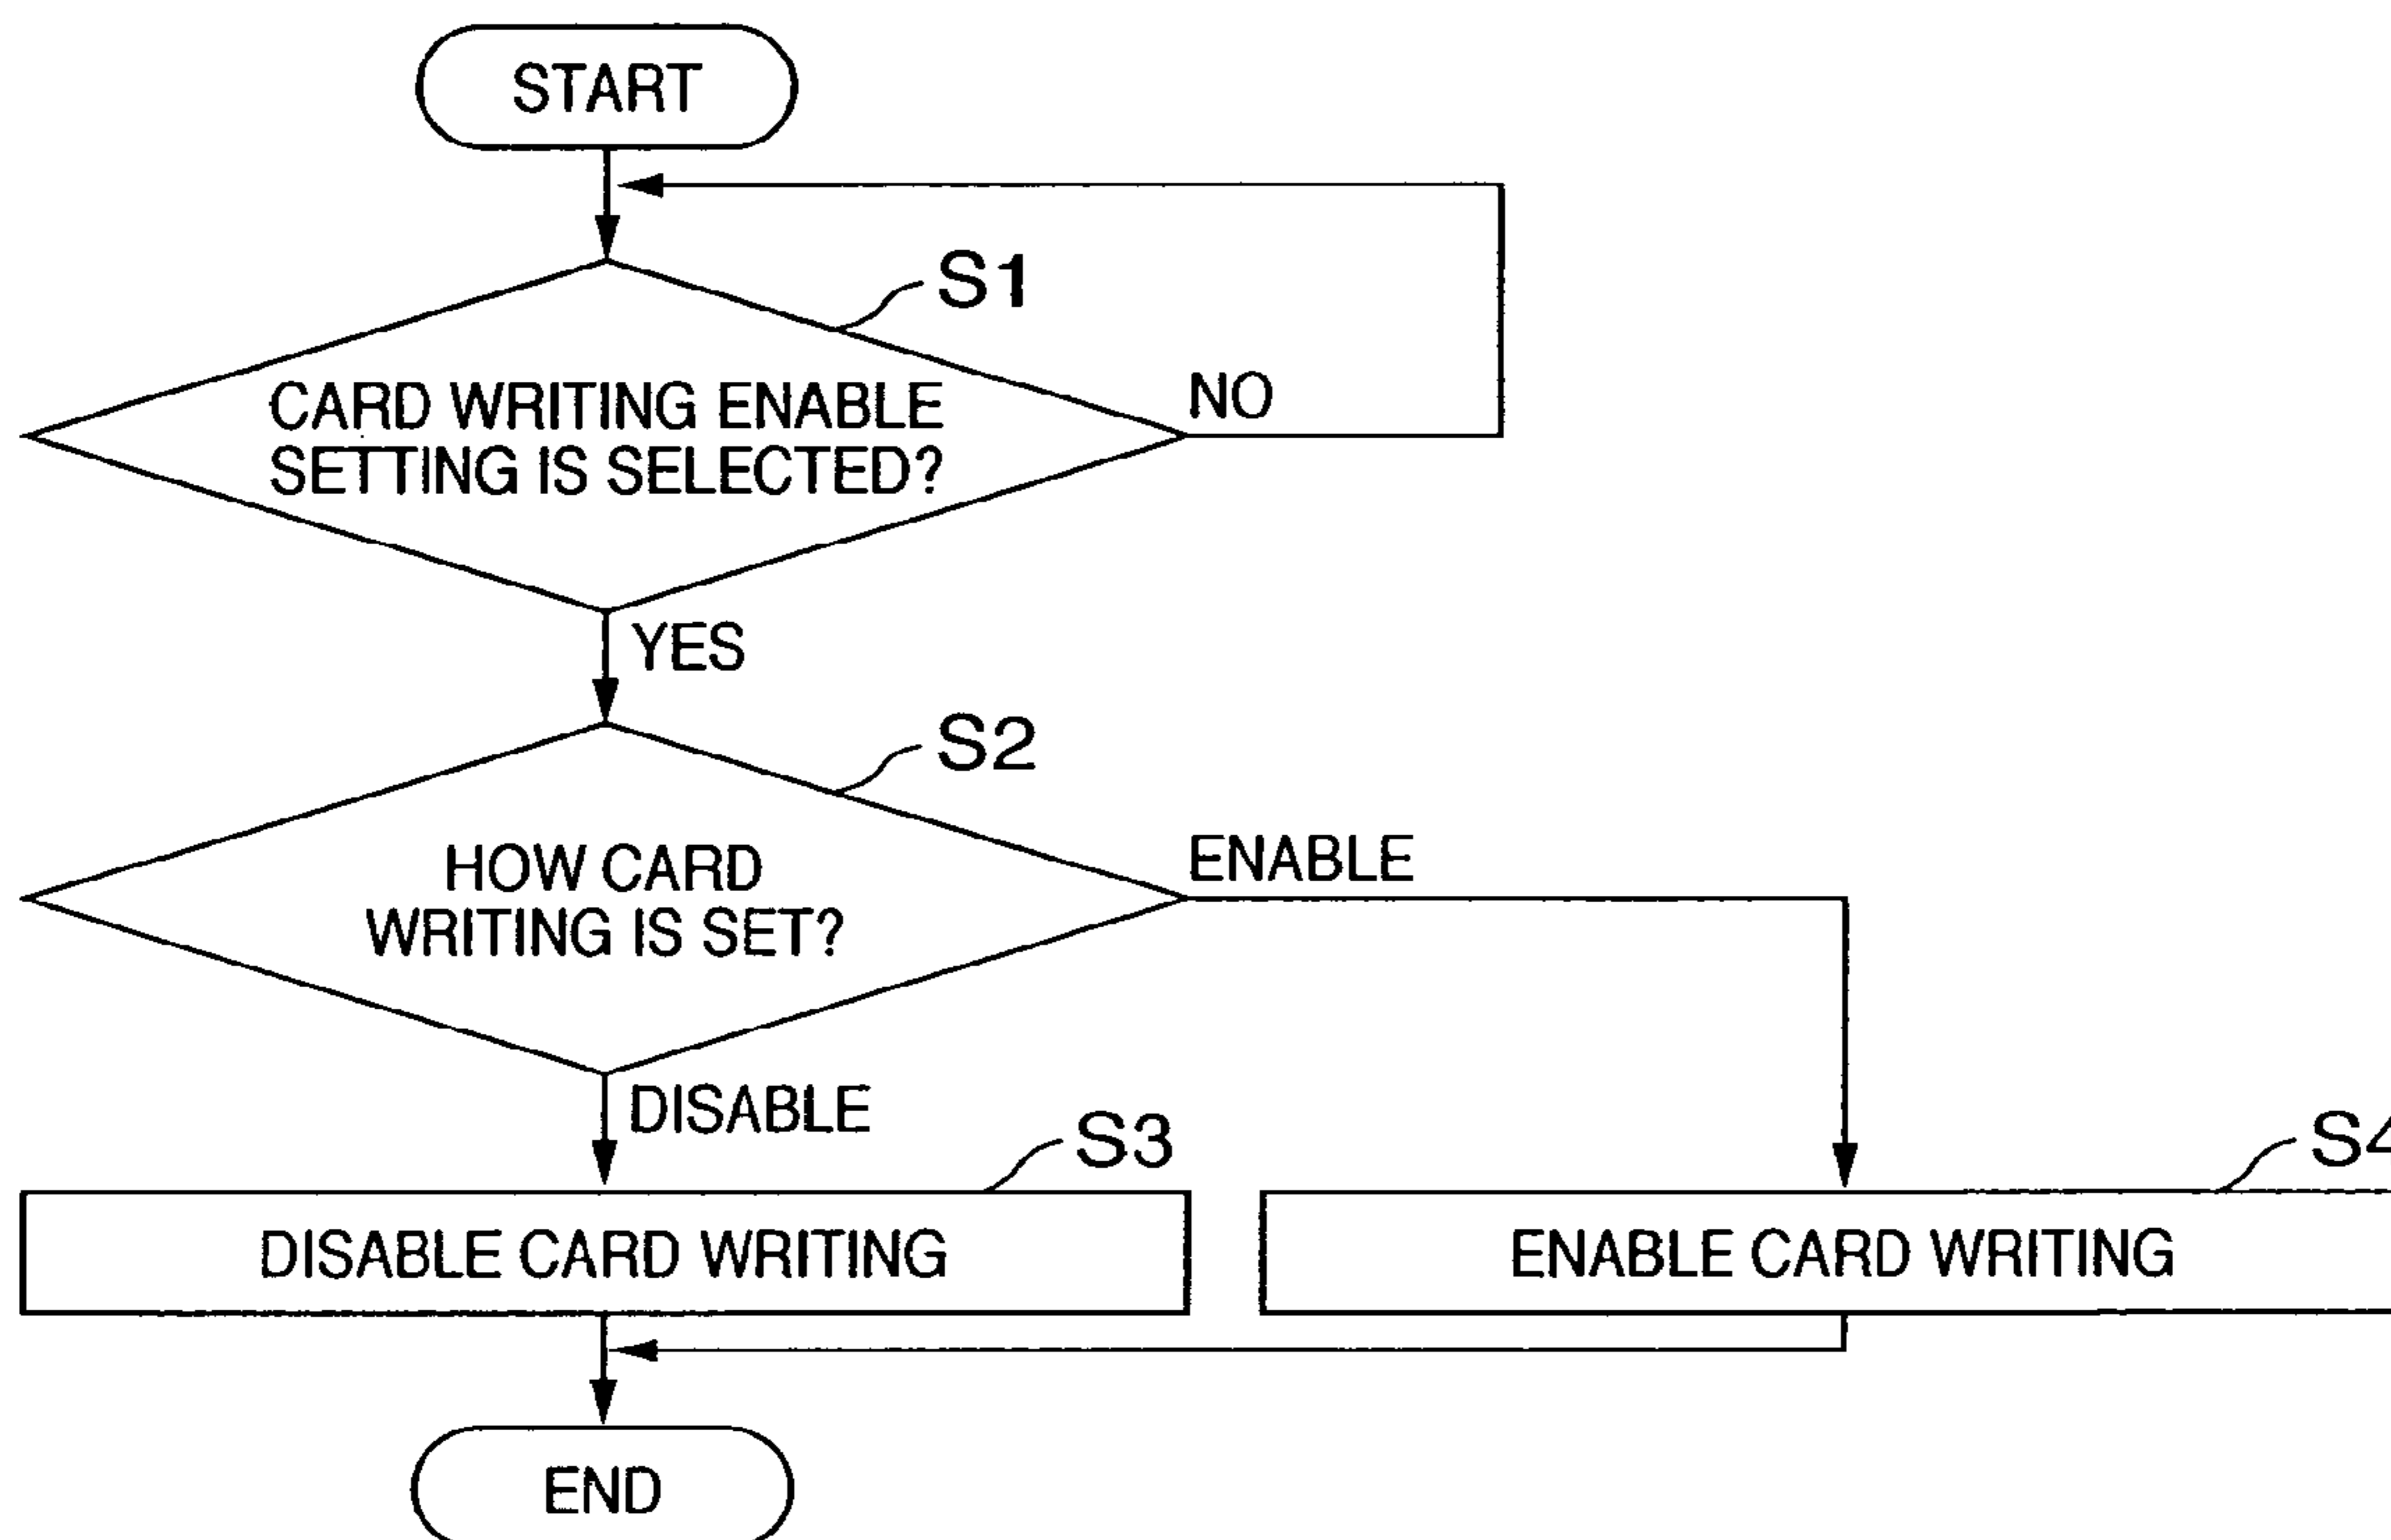 START
S1
CARD WRITING ENABLE
SETTING IS SELECTED?
NO
YES
S2
HOW CARD
WRITING IS SET?
ENABLE
DISABLE
S3
S4
DISABLE CARD WRITING
ENABLE CARD WRITING
END